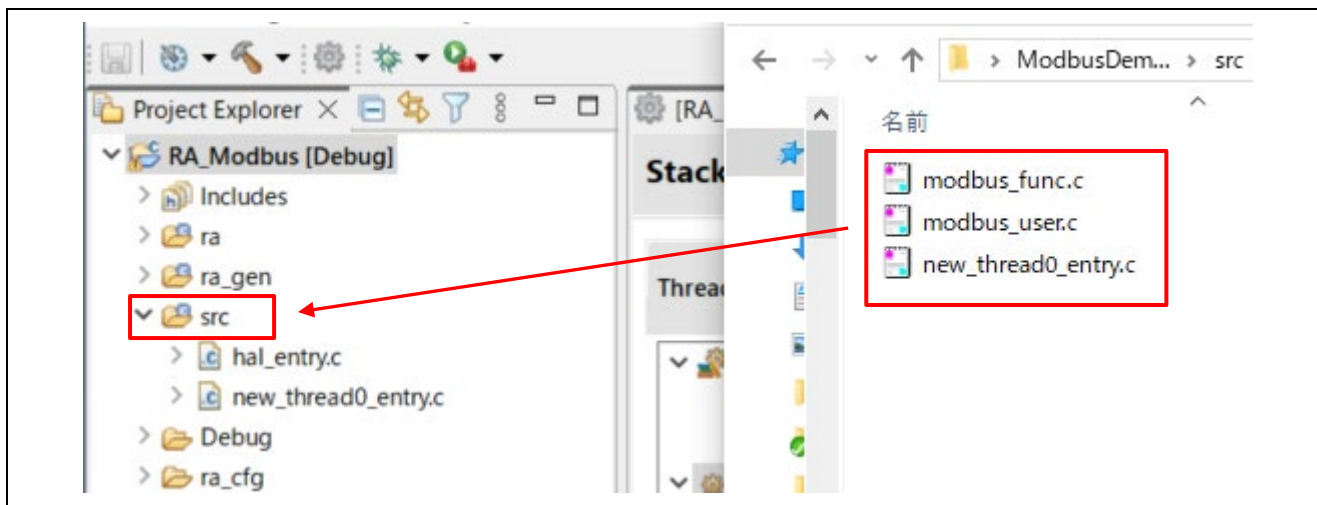 Project Explorer
RA_Modbus [Debug]
Includes
ra
ra_gen
src
hal_entry.c
new_thread0_entry.c
Debug
ra_cfg
[RA_
Stack
Threa
ModbusDem... > src
名前
modbus_func.c
modbus_user.c
new_thread0_entry.c